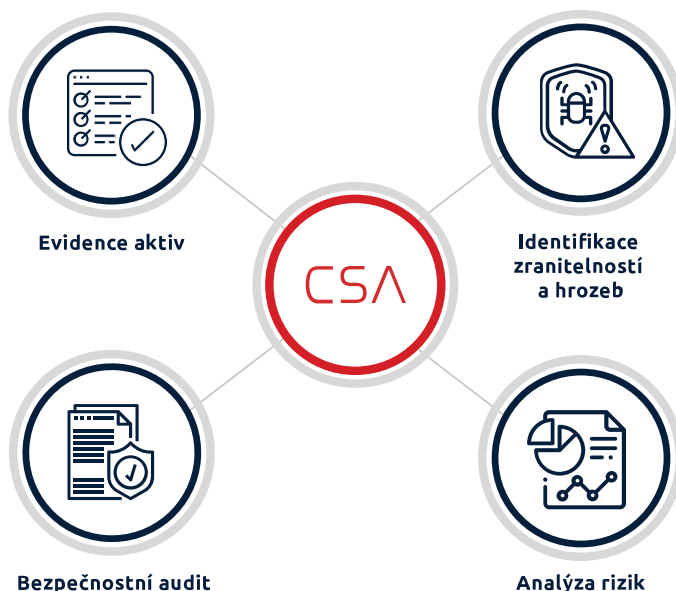 Evidence aktiv
Identifikace
zranitelností
a hrozeb
CSA
Bezpečnostní audit
Analýza rizik